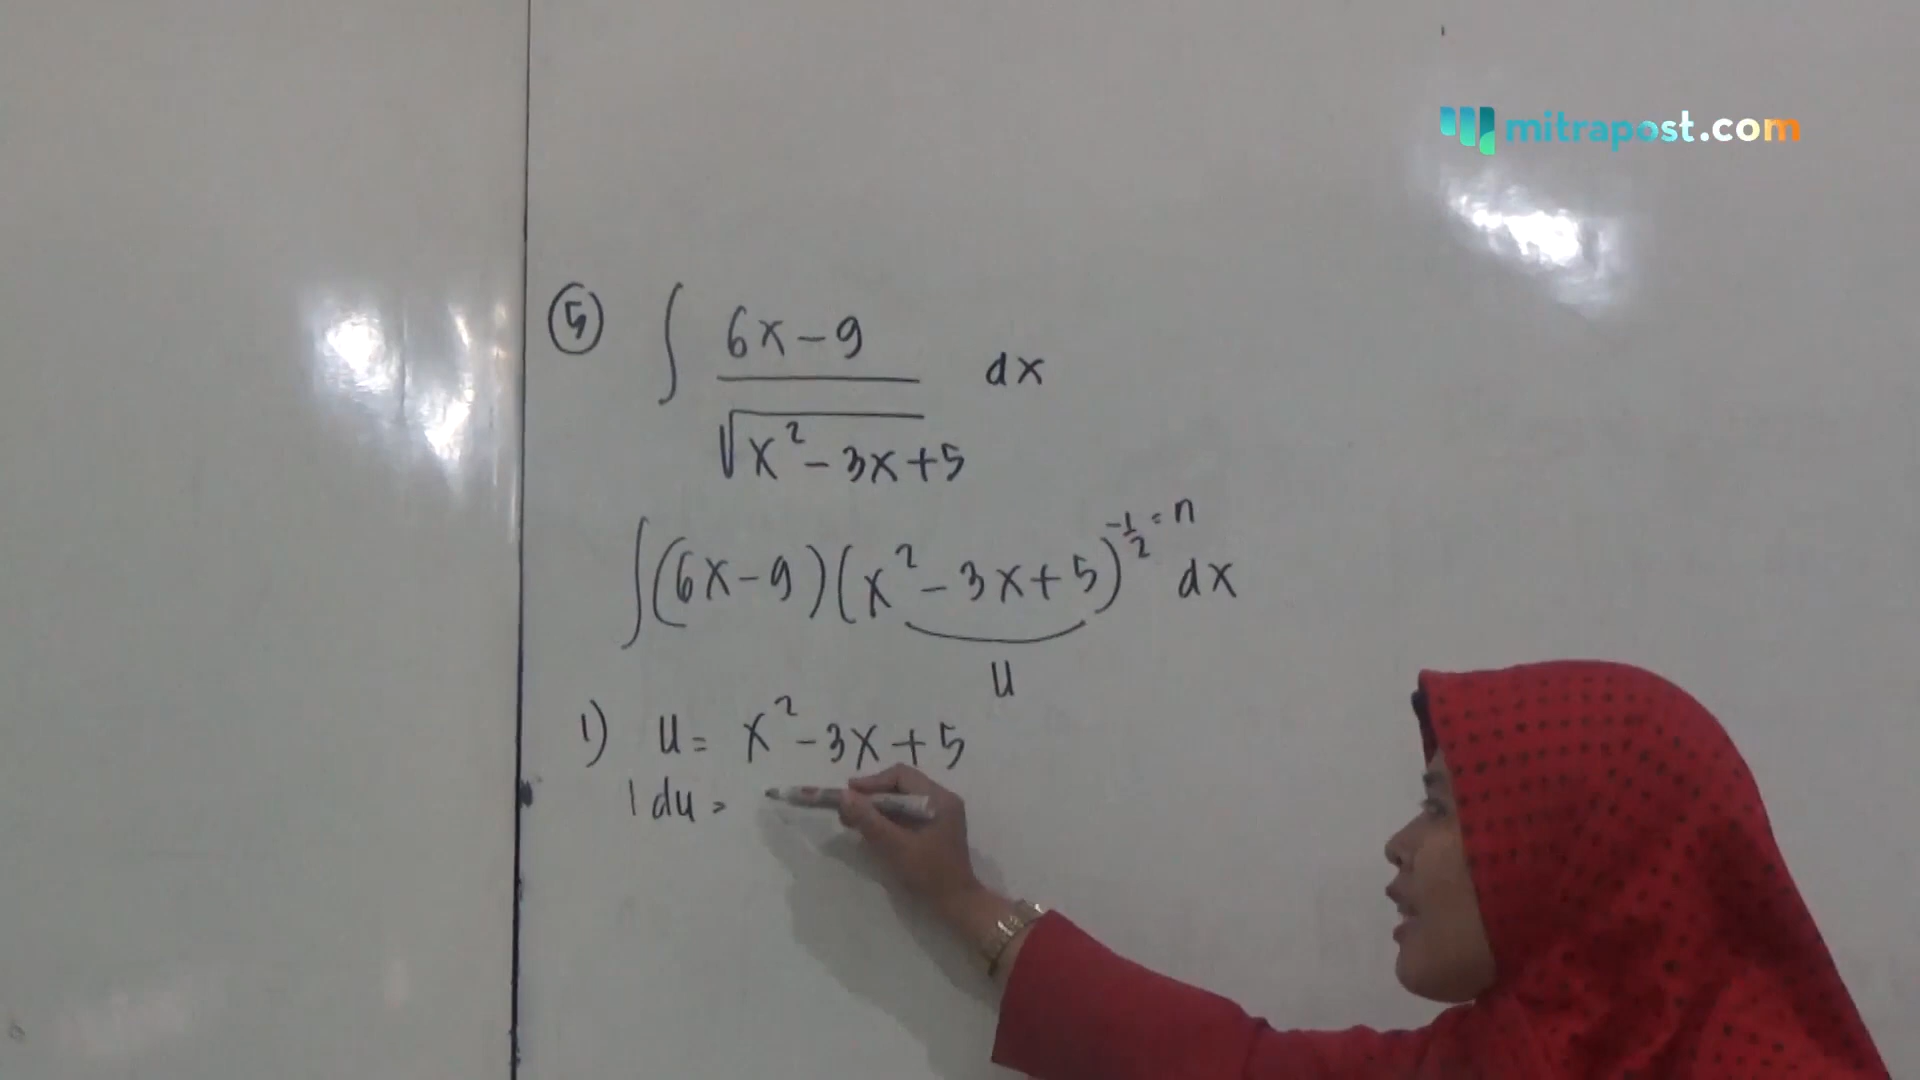 mitrapost.com
5 ∫ 6x-9 / √x²-3x+5 dx
∫(6x-9)(x²-3x+5)^-1/2 = n dx
u
1) u = x²-3x+5
1 du =